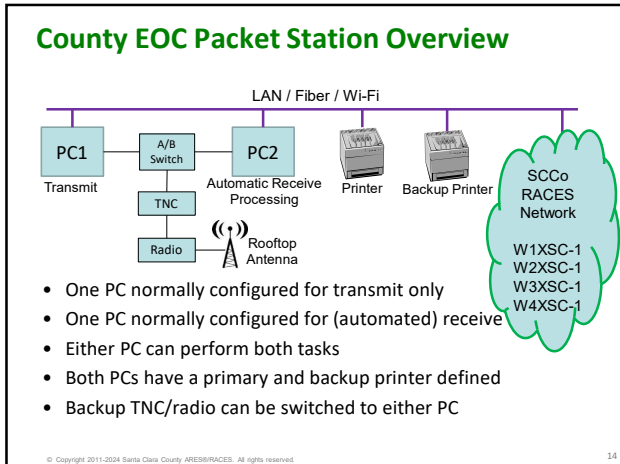 County EOC Packet Station Overview
LAN / Fiber / Wi-Fi
PC1
Transmit
A/B
Switch
PC2
Automatic Receive
Processing
Printer
Backup Printer
TNC
Radio
Rooftop
Antenna
SCCo
RACES
Network
W1XSC-1
W2XSC-1
W3XSC-1
W4XSC-1
• One PC normally configured for transmit only
• One PC normally configured for (automated) receive
• Either PC can perform both tasks
• Both PCs have a primary and backup printer defined
• Backup TNC/radio can be switched to either PC
© Copyright 2011-2024 Santa Clara County ARES®/RACES. All rights reserved.
14